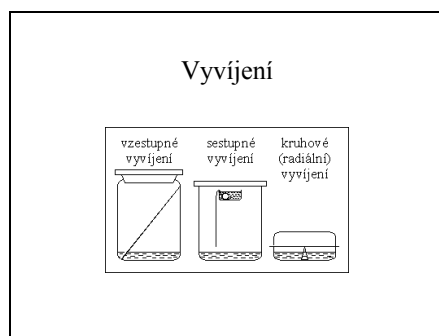 Vyvíjení
vzestupné
vyvíjení
sestupné
vyvíjení
kruhové
(radiální)
vyvíjení